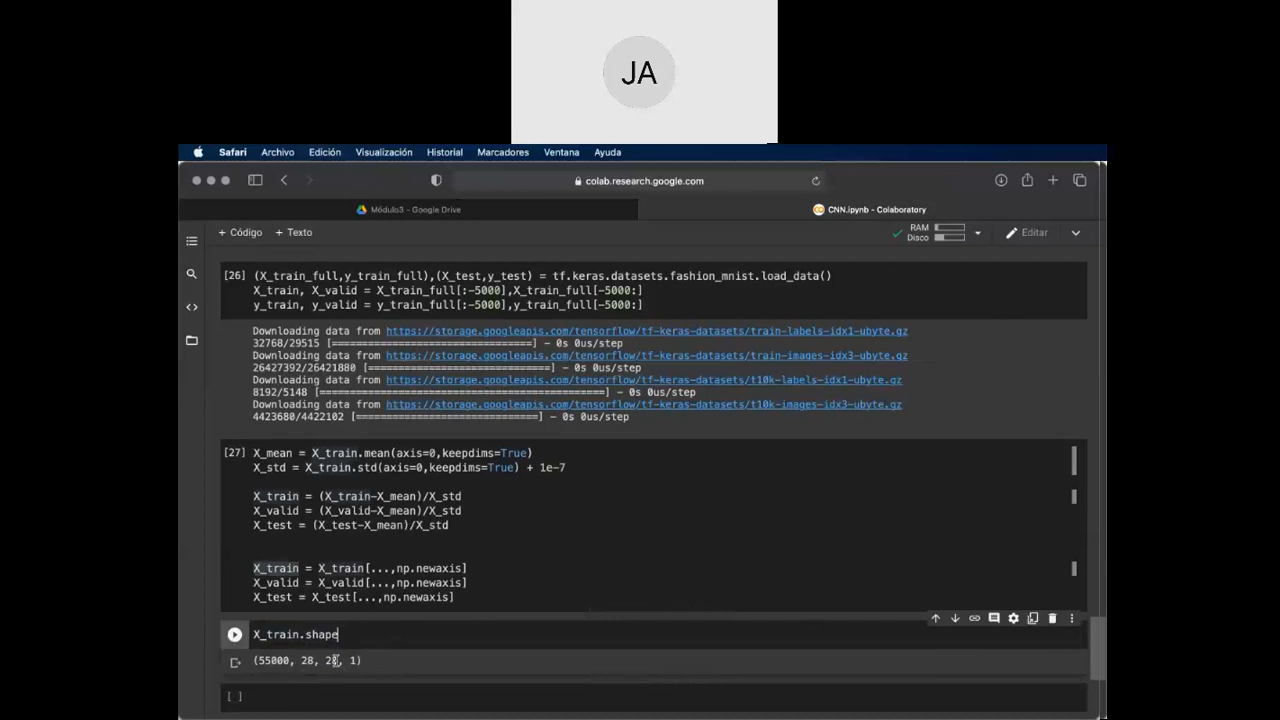 JA
Safari Archivo Edición Visualización Historial Marcadores Ventana Ayuda
colab.research.google.com
Módulo3 - Google Drive
CNN.ipynb - Colaboratory
+ Código + Texto
RAM
Disco
Editar
[26] (X_train_full,y_train_full),(X_test,y_test) = tf.keras.datasets.fashion_mnist.load_data()
X_train, X_valid = X_train_full[:-5000],X_train_full[-5000:]
y_train, y_valid = y_train_full[:-5000],y_train_full[-5000:]
Downloading data from https://storage.googleapis.com/tensorflow/tf-keras-datasets/train-labels-idx1-ubyte.gz
32768/29515 [=================================] - 0s 0us/step
Downloading data from https://storage.googleapis.com/tensorflow/tf-keras-datasets/train-images-idx3-ubyte.gz
26427392/26421880 [==============================] - 0s 0us/step
Downloading data from https://storage.googleapis.com/tensorflow/tf-keras-datasets/t10k-labels-idx1-ubyte.gz
8192/5148 [===============================================] - 0s 0us/step
Downloading data from https://storage.googleapis.com/tensorflow/tf-keras-datasets/t10k-images-idx3-ubyte.gz
4423680/4422102 [==============================] - 0s 0us/step
[27] X_mean = X_train.mean(axis=0,keepdims=True)
X_std = X_train.std(axis=0,keepdims=True) + 1e-7
X_train = (X_train-X_mean)/X_std
X_valid = (X_valid-X_mean)/X_std
X_test = (X_test-X_mean)/X_std
X_train = X_train[...,np.newaxis]
X_valid = X_valid[...,np.newaxis]
X_test = X_test[...,np.newaxis]
X_train.shape
(55000, 28, 28, 1)
[ ]